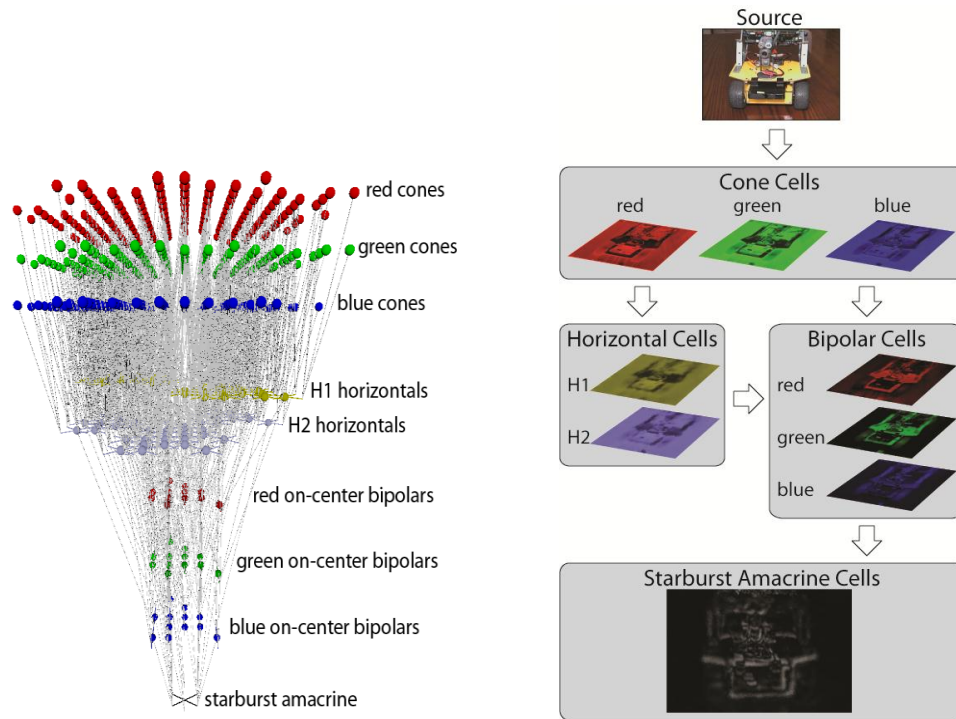 red cones
green cones
blue cones
H1 horizontals
H2 horizontals
red on-center bipolars
green on-center bipolars
blue on-center bipolars
starburst amacrine
Source
Cone Cells
red
green
blue
Horizontal Cells
H1
H2
Bipolar Cells
red
green
blue
Starburst Amacrine Cells